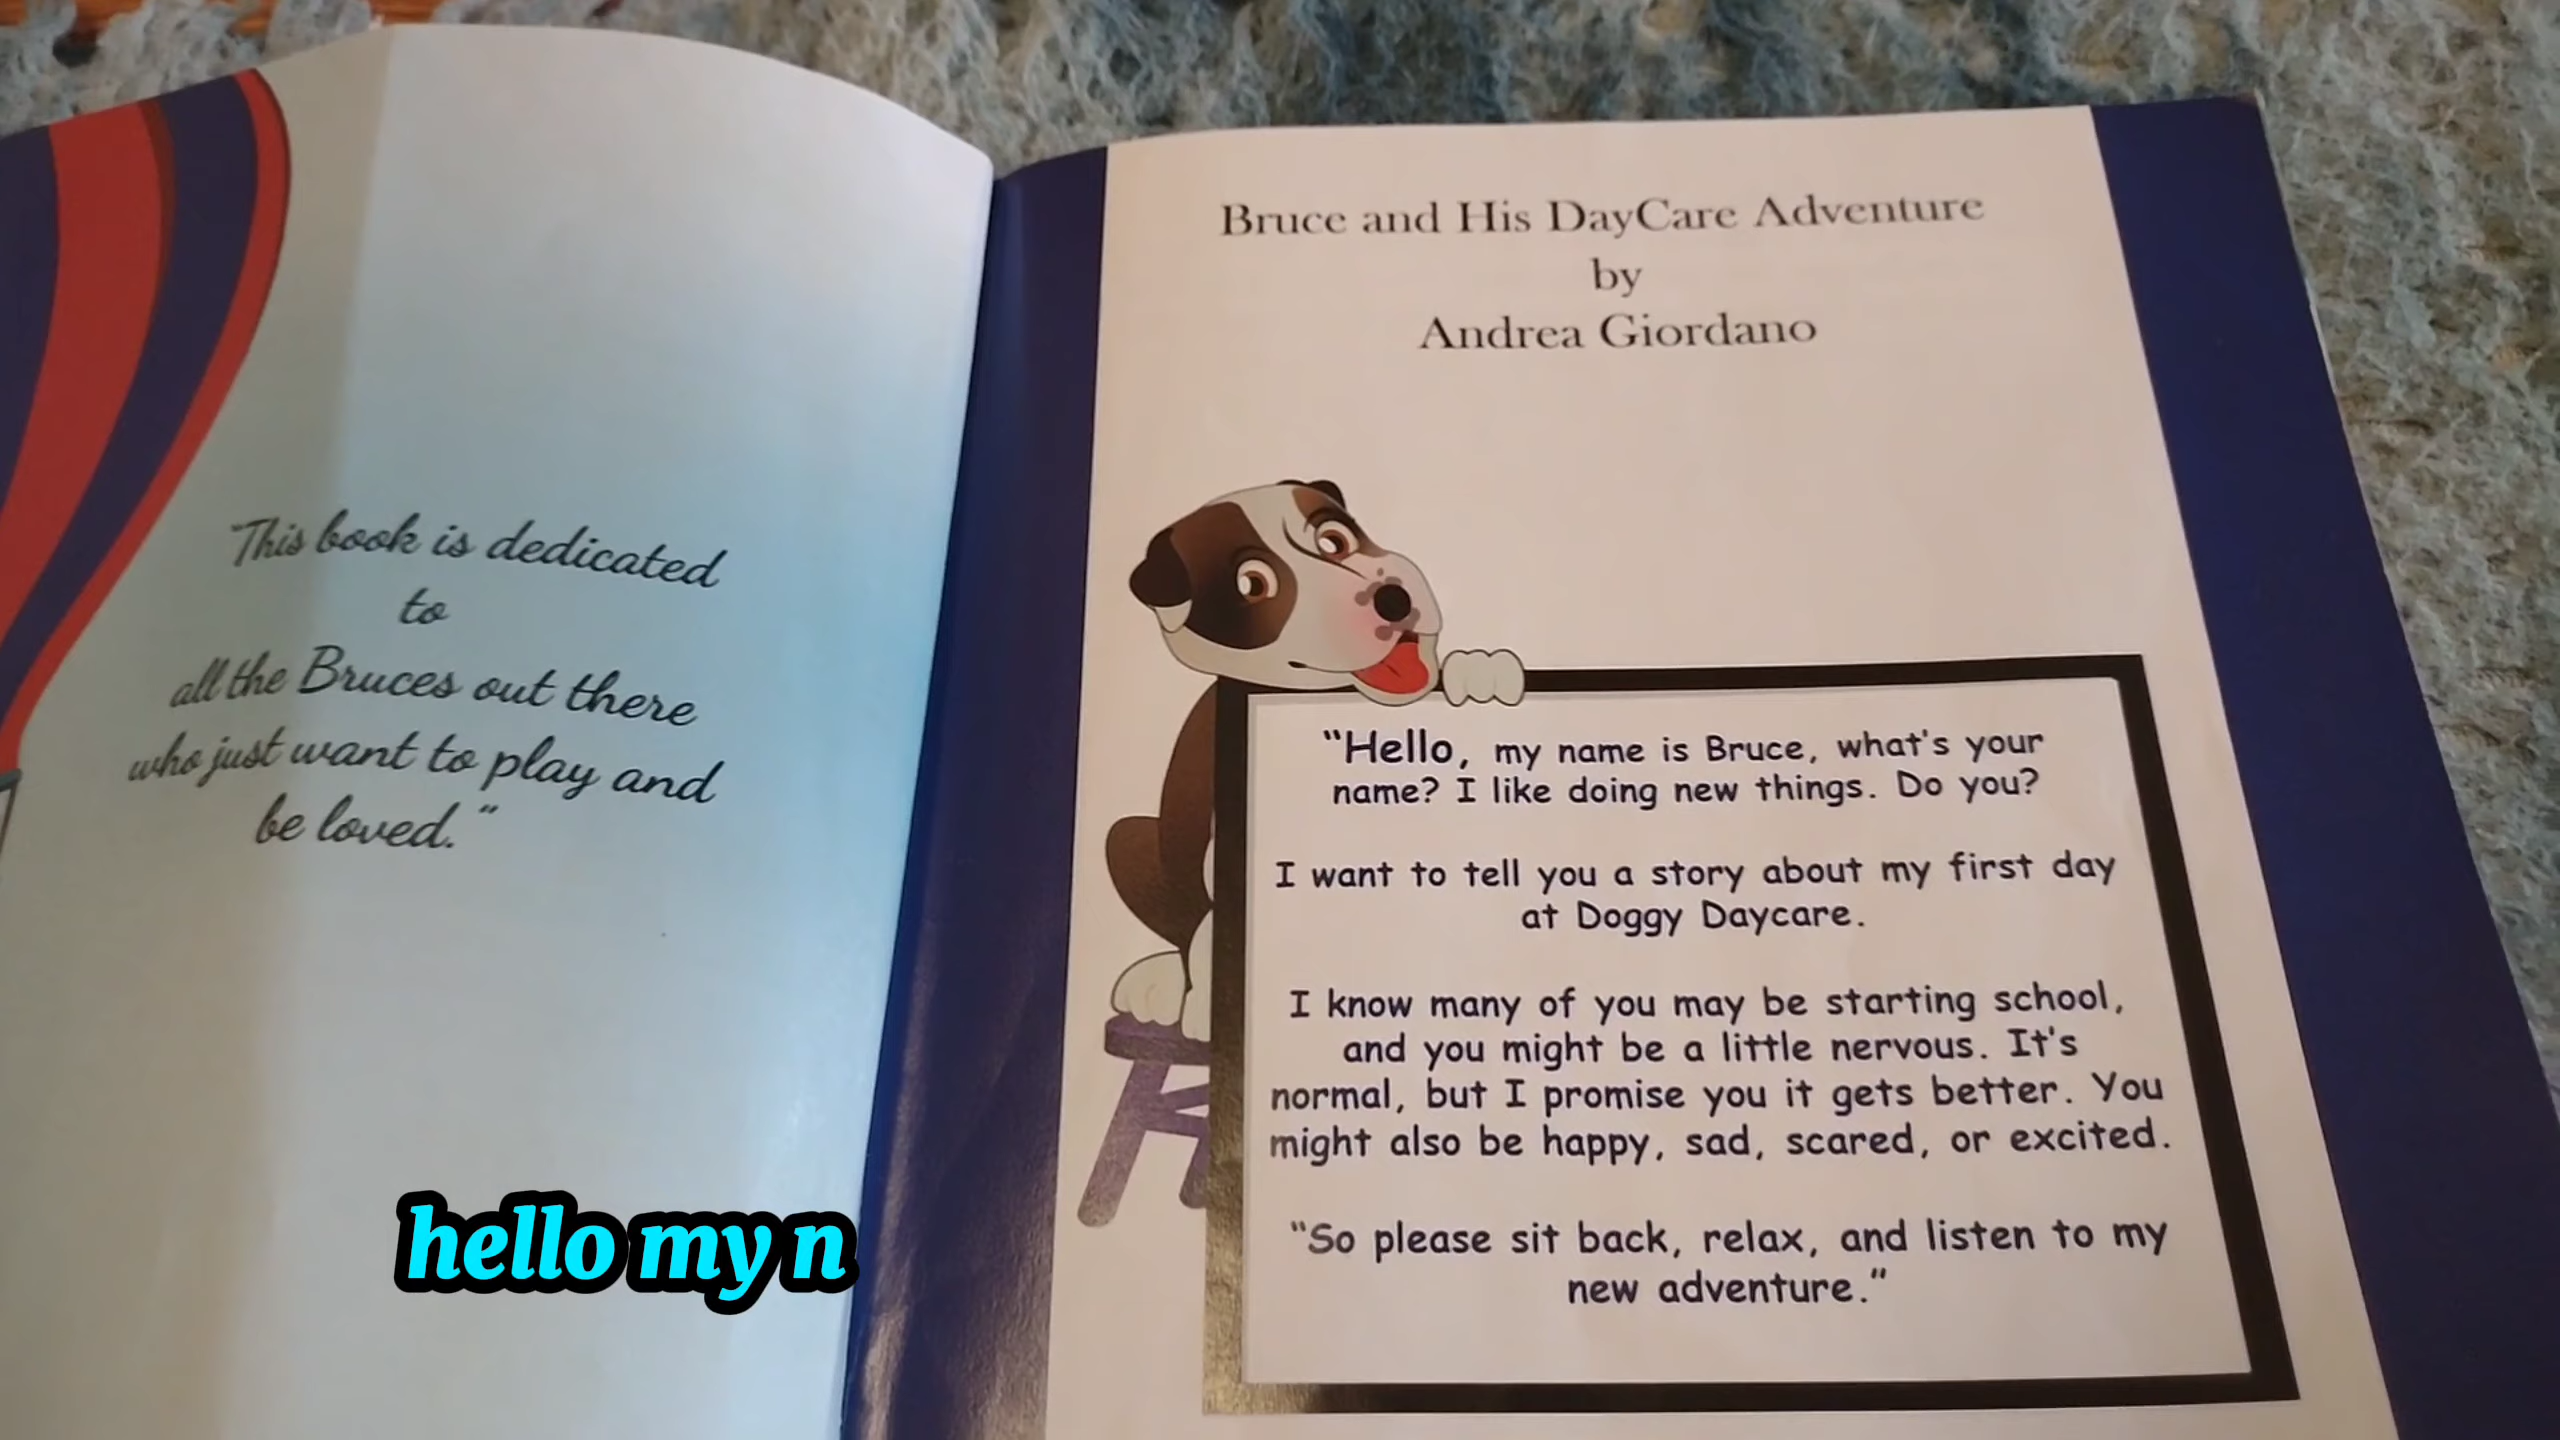 "This book is dedicated
to
all the Bruces out there
who just want to play and
be loved."
Bruce and His DayCare Adventure
by
Andrea Giordano
"Hello, my name is Bruce, what's your
name? I like doing new things. Do you?
I want to tell you a story about my first day
at Doggy Daycare.
I know many of you may be starting school,
and you might be a little nervous. It's
normal, but I promise you it gets better. You
might also be happy, sad, scared, or excited.
"So please sit back, relax, and listen to my
new adventure."
hello my n